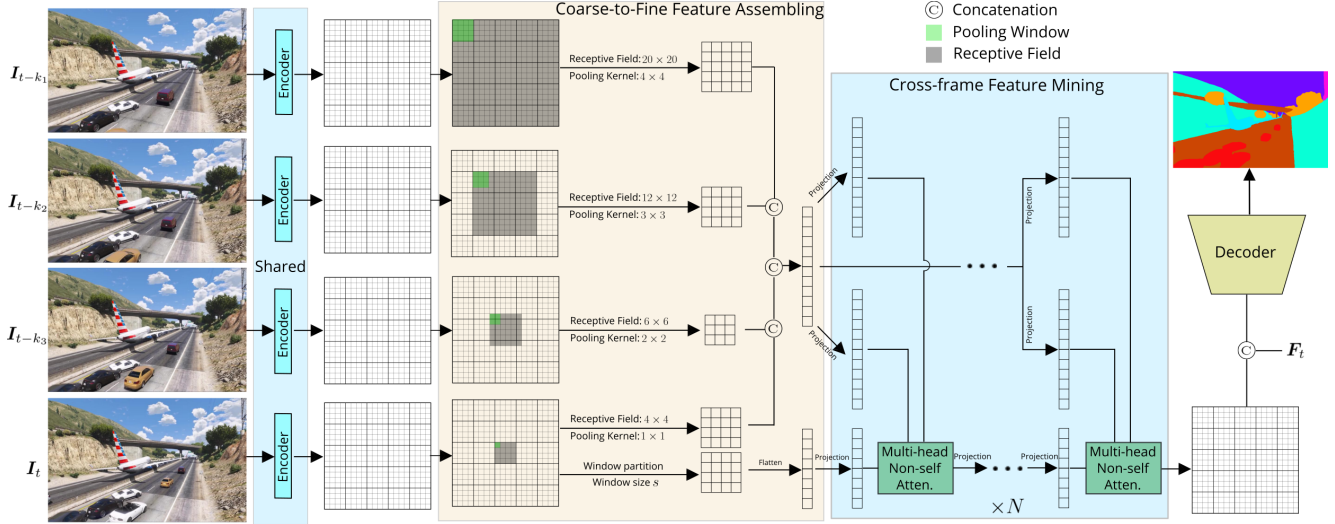 Coarse-to-Fine Feature Assembling
C Concatenation
Pooling Window
Receptive Field
I_{t-k_1}
Encoder
Receptive Field: 20 × 20
Pooling Kernel: 4 × 4
Cross-frame Feature Mining
I_{t-k_2}
Encoder
Receptive Field: 12 × 12
Pooling Kernel: 3 × 3
C
Projection
Projection
Shared
C
• • •
Decoder
I_{t-k_3}
Encoder
Receptive Field: 6 × 6
Pooling Kernel: 2 × 2
C
Projection
Projection
C
F_t
I_t
Encoder
Receptive Field: 4 × 4
Pooling Kernel: 1 × 1
Window partition
Window size s
Flatten
Projection
Multi-head
Non-self
Atten.
Projection
• • •
Projection
Multi-head
Non-self
Atten.
×N